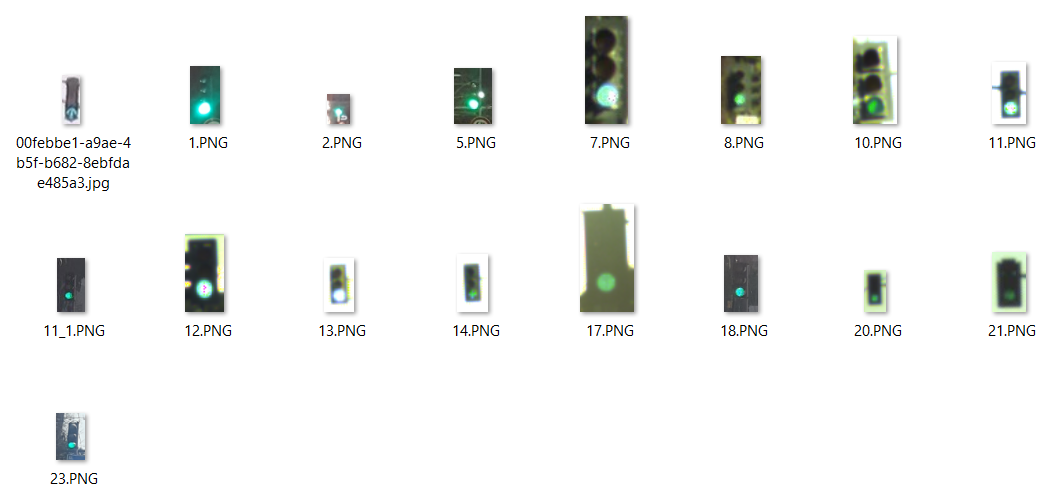 00febbe1-a9ae-4
b5f-b682-8ebfda
e485a3.jpg
1.PNG
2.PNG
5.PNG
7.PNG
8.PNG
10.PNG
11.PNG
11_1.PNG
12.PNG
13.PNG
14.PNG
17.PNG
18.PNG
20.PNG
21.PNG
23.PNG